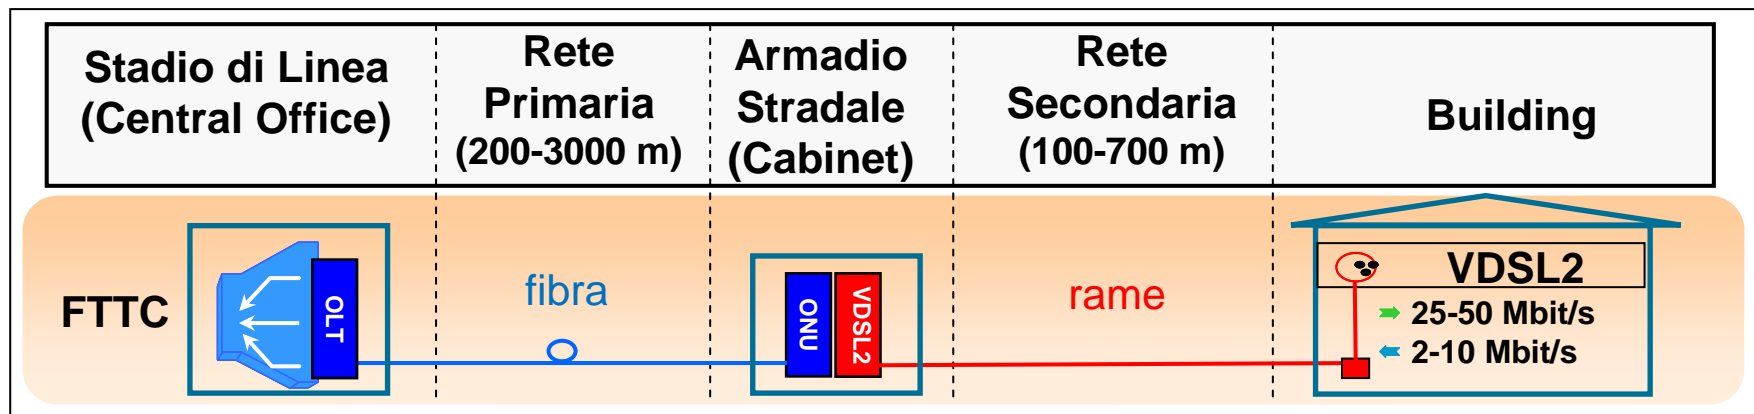 Stadio di Linea
(Central Office)
Rete
Primaria
(200-3000 m)
Armadio
Stradale
(Cabinet)
Rete
Secondaria
(100-700 m)
Building
FTTC
OLT
fibra
ONU
VDSL2
rame
VDSL2
25-50 Mbit/s
2-10 Mbit/s